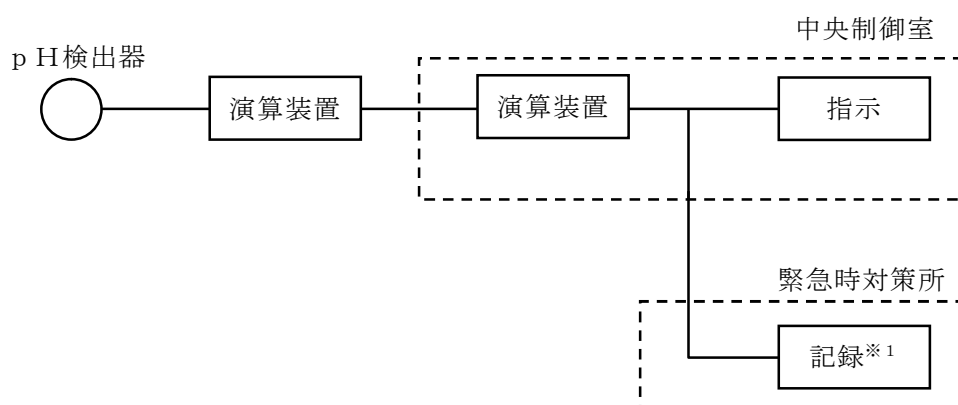 中央制御室
ｐＨ検出器
演算装置
演算装置
指示
緊急時対策所
記録※１